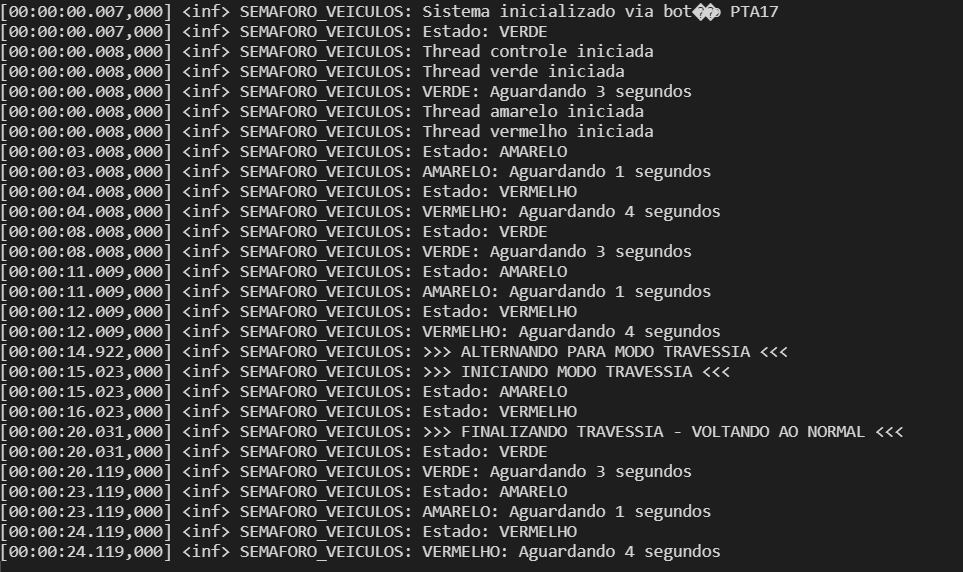 [00:00:00.007,000] <inf> SEMAFORO_VEICULOS: Sistema inicializado via bot��o PTA17
[00:00:00.007,000] <inf> SEMAFORO_VEICULOS: Estado: VERDE
[00:00:00.008,000] <inf> SEMAFORO_VEICULOS: Thread controle iniciada
[00:00:00.008,000] <inf> SEMAFORO_VEICULOS: Thread verde iniciada
[00:00:00.008,000] <inf> SEMAFORO_VEICULOS: VERDE: Aguardando 3 segundos
[00:00:00.008,000] <inf> SEMAFORO_VEICULOS: Thread amarelo iniciada
[00:00:00.008,000] <inf> SEMAFORO_VEICULOS: Thread vermelho iniciada
[00:00:03.008,000] <inf> SEMAFORO_VEICULOS: Estado: AMARELO
[00:00:03.008,000] <inf> SEMAFORO_VEICULOS: AMARELO: Aguardando 1 segundos
[00:00:04.008,000] <inf> SEMAFORO_VEICULOS: Estado: VERMELHO
[00:00:04.008,000] <inf> SEMAFORO_VEICULOS: VERMELHO: Aguardando 4 segundos
[00:00:08.008,000] <inf> SEMAFORO_VEICULOS: Estado: VERDE
[00:00:08.008,000] <inf> SEMAFORO_VEICULOS: VERDE: Aguardando 3 segundos
[00:00:11.009,000] <inf> SEMAFORO_VEICULOS: Estado: AMARELO
[00:00:11.009,000] <inf> SEMAFORO_VEICULOS: AMARELO: Aguardando 1 segundos
[00:00:12.009,000] <inf> SEMAFORO_VEICULOS: Estado: VERMELHO
[00:00:12.009,000] <inf> SEMAFORO_VEICULOS: VERMELHO: Aguardando 4 segundos
[00:00:14.922,000] <inf> SEMAFORO_VEICULOS: >>> ALTERNANDO PARA MODO TRAVESSIA <<<
[00:00:15.023,000] <inf> SEMAFORO_VEICULOS: >>> INICIANDO MODO TRAVESSIA <<<
[00:00:15.023,000] <inf> SEMAFORO_VEICULOS: Estado: AMARELO
[00:00:16.023,000] <inf> SEMAFORO_VEICULOS: Estado: VERMELHO
[00:00:20.031,000] <inf> SEMAFORO_VEICULOS: >>> FINALIZANDO TRAVESSIA - VOLTANDO AO NORMAL <<<
[00:00:20.031,000] <inf> SEMAFORO_VEICULOS: Estado: VERDE
[00:00:20.119,000] <inf> SEMAFORO_VEICULOS: VERDE: Aguardando 3 segundos
[00:00:23.119,000] <inf> SEMAFORO_VEICULOS: Estado: AMARELO
[00:00:23.119,000] <inf> SEMAFORO_VEICULOS: AMARELO: Aguardando 1 segundos
[00:00:24.119,000] <inf> SEMAFORO_VEICULOS: Estado: VERMELHO
[00:00:24.119,000] <inf> SEMAFORO_VEICULOS: VERMELHO: Aguardando 4 segundos